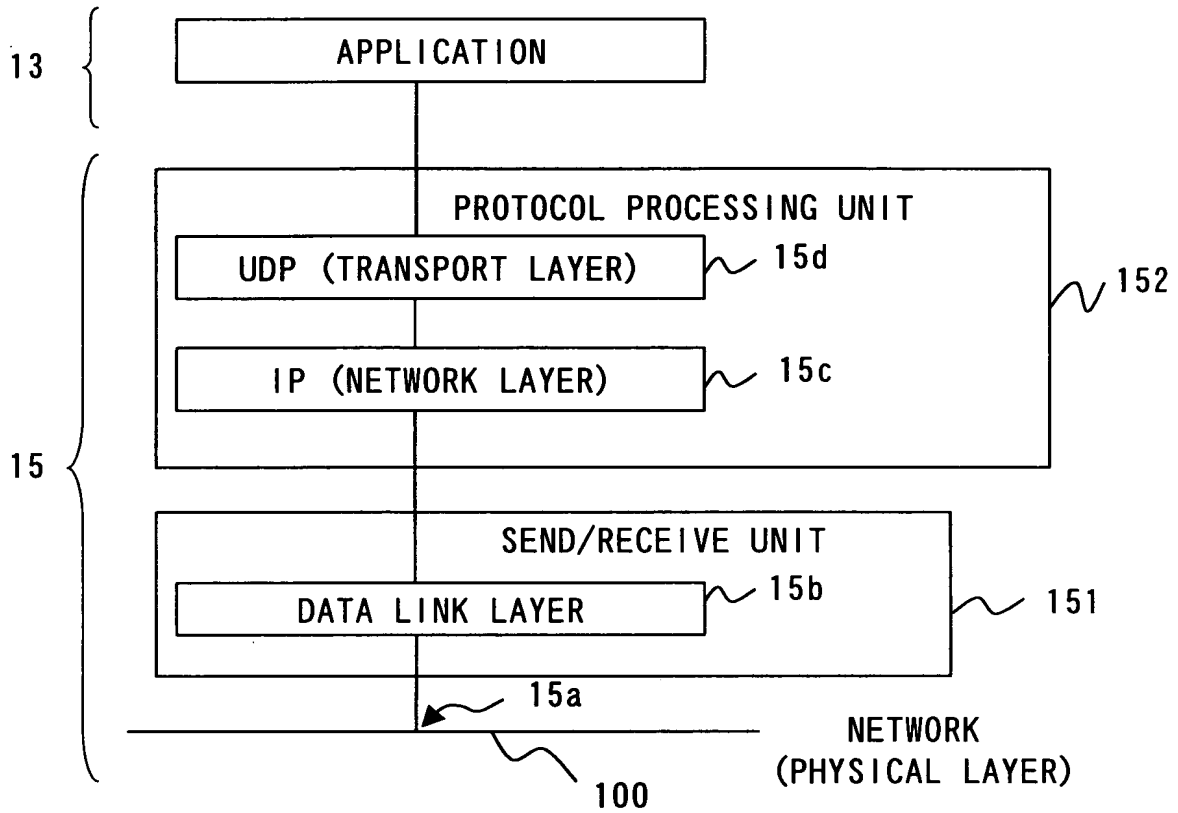 13
APPLICATION
PROTOCOL PROCESSING UNIT
UDP (TRANSPORT LAYER)
15d
152
IP (NETWORK LAYER)
15c
15
SEND/RECEIVE UNIT
DATA LINK LAYER
15b
151
15a
NETWORK
(PHYSICAL LAYER)
100